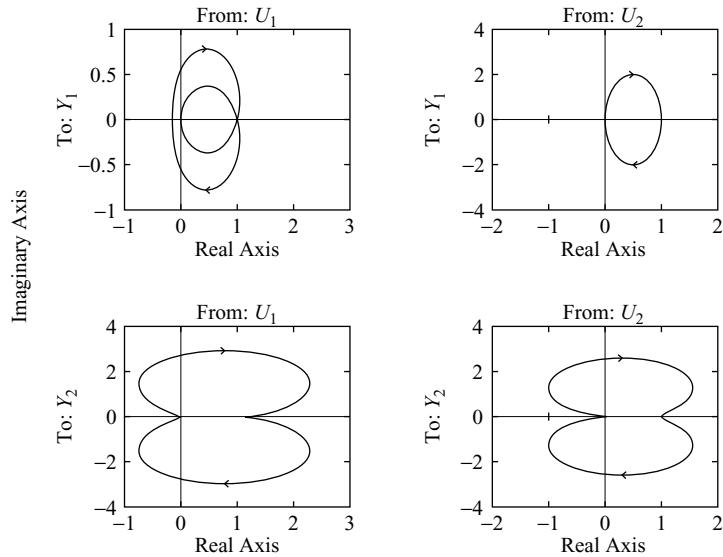 From: U₁
From: U₂
1
0.5
0
−0.5
−1
To: Y₁
−1 0 1 2 3
Real Axis
4
2
0
−2
−4
To: Y₁
−2 −1 0 1 2
Real Axis
Imaginary Axis
From: U₁
From: U₂
4
2
0
−2
−4
To: Y₂
−1 0 1 2 3
Real Axis
4
2
0
−2
−4
To: Y₂
−2 −1 0 1 2
Real Axis